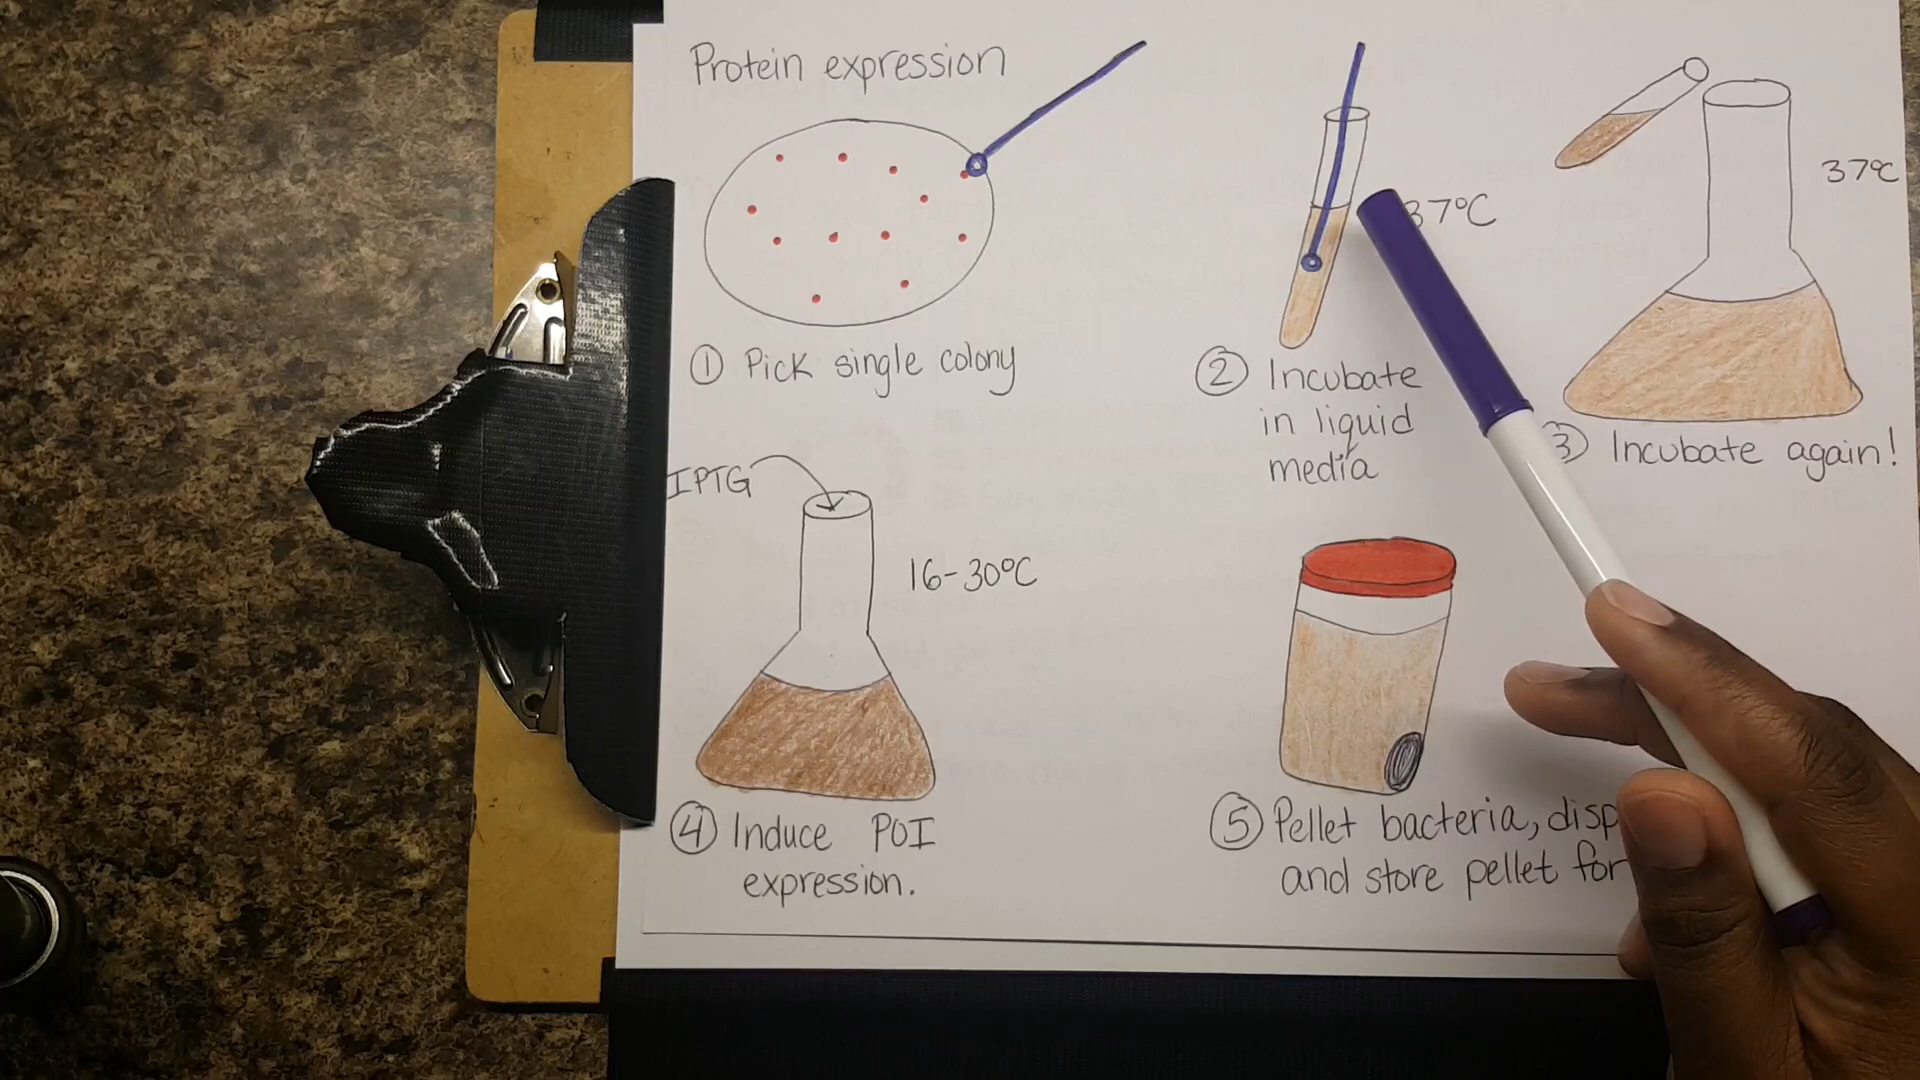 Protein expression
① Pick single colony
37°C
② Incubate
in liquid
media
37°C
③ Incubate again!
IPTG
16-30°C
④ Induce POI
expression.
⑤ Pellet bacteria,
and store pellet for